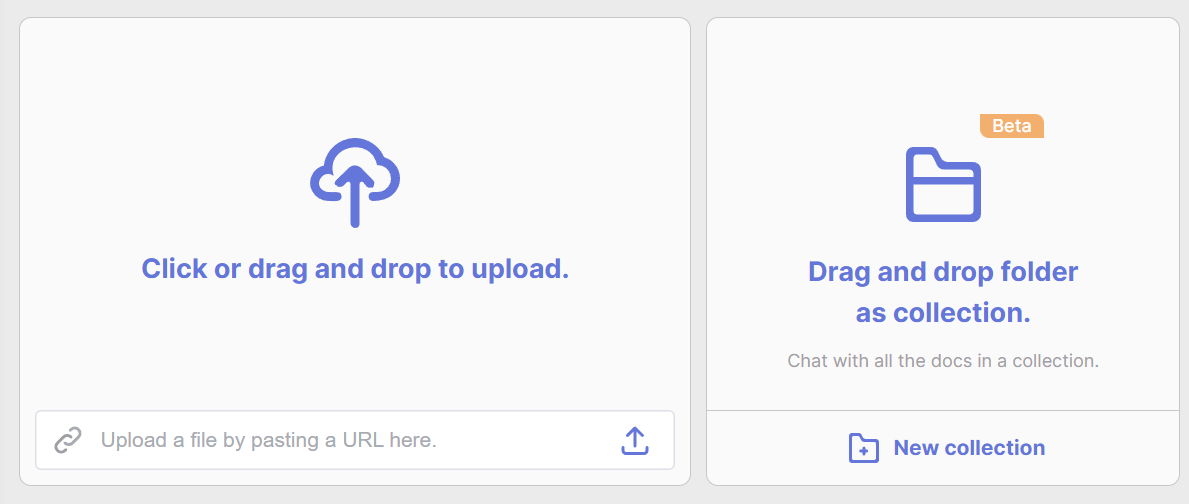 Click or drag and drop to upload.
Upload a file by pasting a URL here.
Beta
Drag and drop folder
as collection.
Chat with all the docs in a collection.
New collection